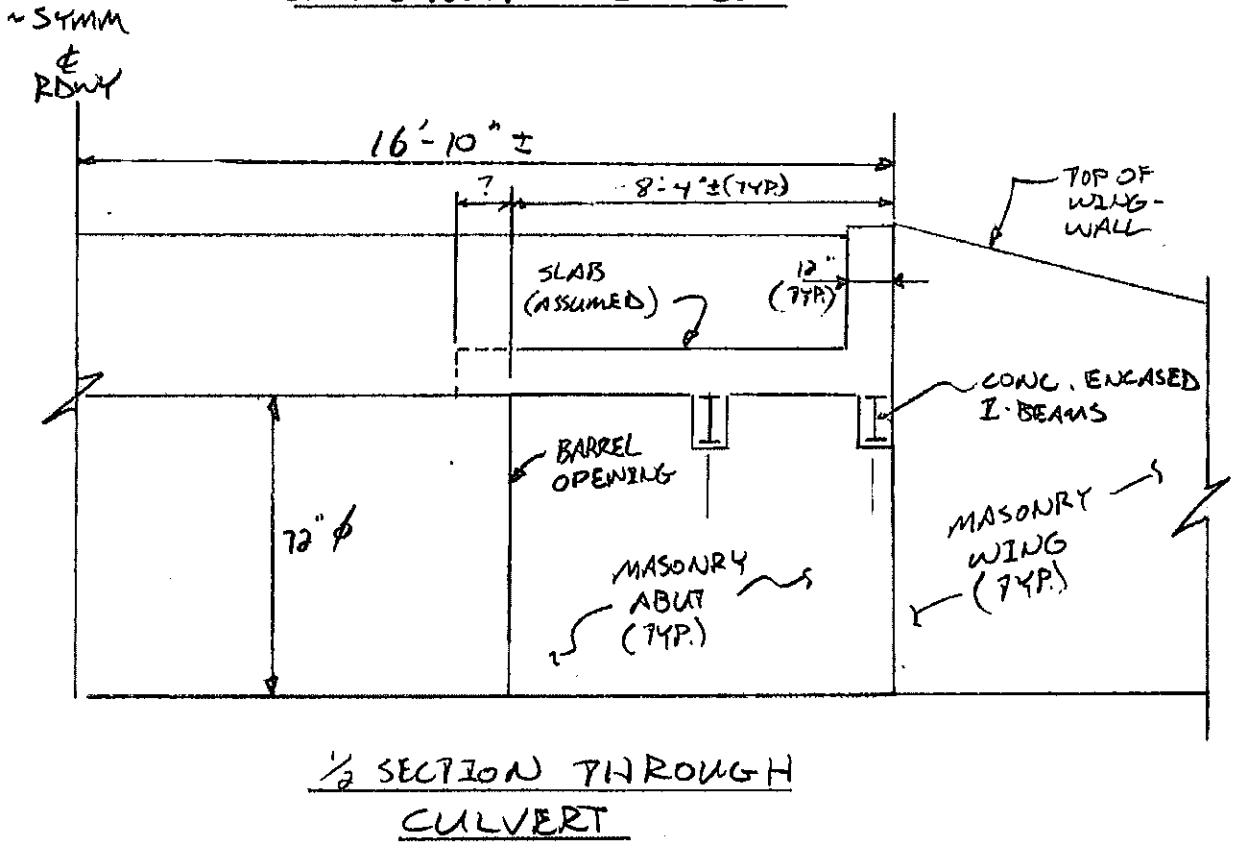 ~SYMM
℄
RDWY
16'-10" ±
?
8'-4"±(TYP.)
TOP OF
WING-
WALL
SLAB
(ASSUMED)
12"
(TYP.)
CONC. ENCASED
I-BEAMS
BARREL
OPENING
72" ϕ
MASONRY
ABUT
(TYP.)
MASONRY
WING
(TYP.)
1/2 SECTION THROUGH
CULVERT